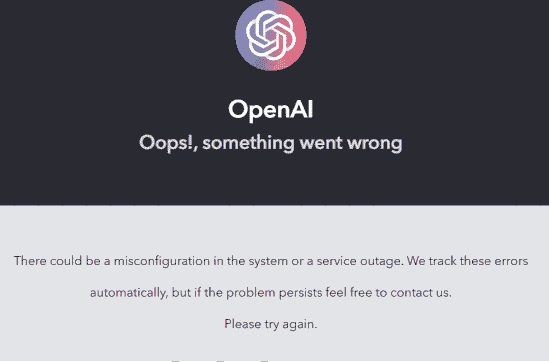 OpenAI
Oops!, something went wrong
There could be a misconfiguration in the system or a service outage. We track these errors
automatically, but if the problem persists feel free to contact us.
Please try again.